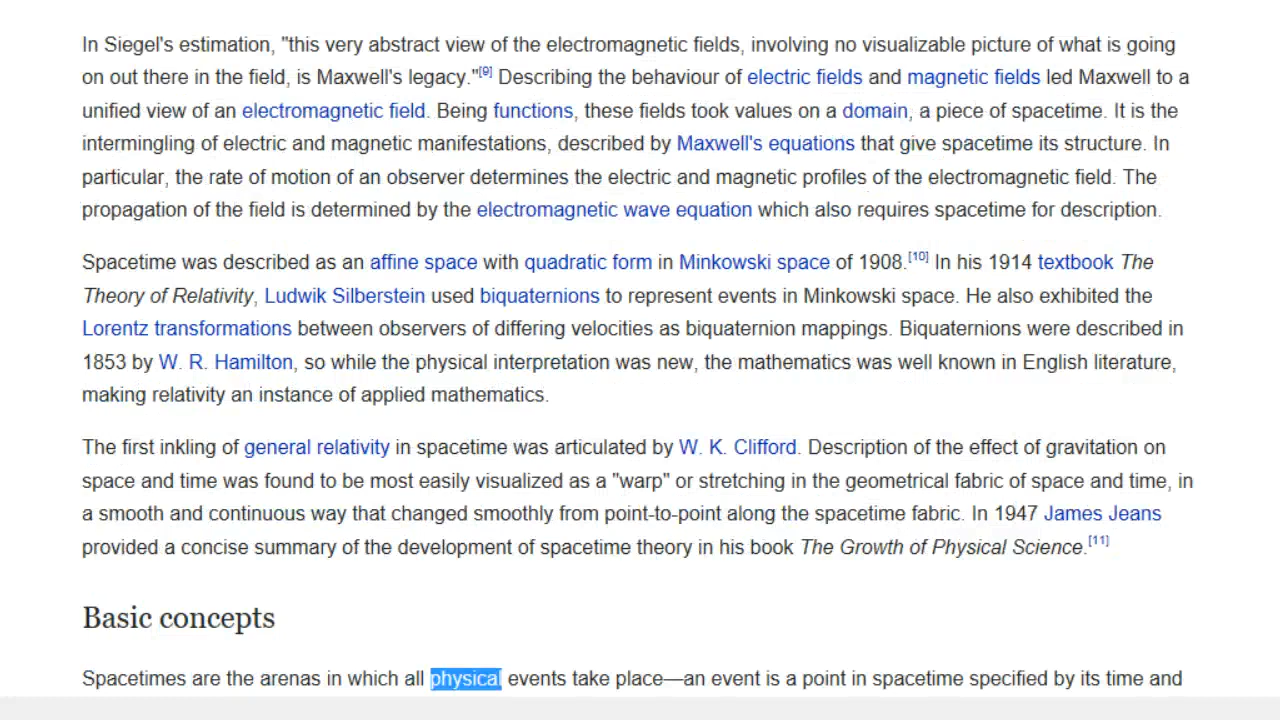 In Siegel's estimation, "this very abstract view of the electromagnetic fields, involving no visualizable picture of what is going
on out there in the field, is Maxwell's legacy."[9] Describing the behaviour of electric fields and magnetic fields led Maxwell to a
unified view of an electromagnetic field. Being functions, these fields took values on a domain, a piece of spacetime. It is the
intermingling of electric and magnetic manifestations, described by Maxwell's equations that give spacetime its structure. In
particular, the rate of motion of an observer determines the electric and magnetic profiles of the electromagnetic field. The
propagation of the field is determined by the electromagnetic wave equation which also requires spacetime for description.
Spacetime was described as an affine space with quadratic form in Minkowski space of 1908.[10] In his 1914 textbook The
Theory of Relativity, Ludwik Silberstein used biquaternions to represent events in Minkowski space. He also exhibited the
Lorentz transformations between observers of differing velocities as biquaternion mappings. Biquaternions were described in
1853 by W. R. Hamilton, so while the physical interpretation was new, the mathematics was well known in English literature,
making relativity an instance of applied mathematics.
The first inkling of general relativity in spacetime was articulated by W. K. Clifford. Description of the effect of gravitation on
space and time was found to be most easily visualized as a "warp" or stretching in the geometrical fabric of space and time, in
a smooth and continuous way that changed smoothly from point-to-point along the spacetime fabric. In 1947 James Jeans
provided a concise summary of the development of spacetime theory in his book The Growth of Physical Science.[11]
Basic concepts
Spacetimes are the arenas in which all physical events take place—an event is a point in spacetime specified by its time and